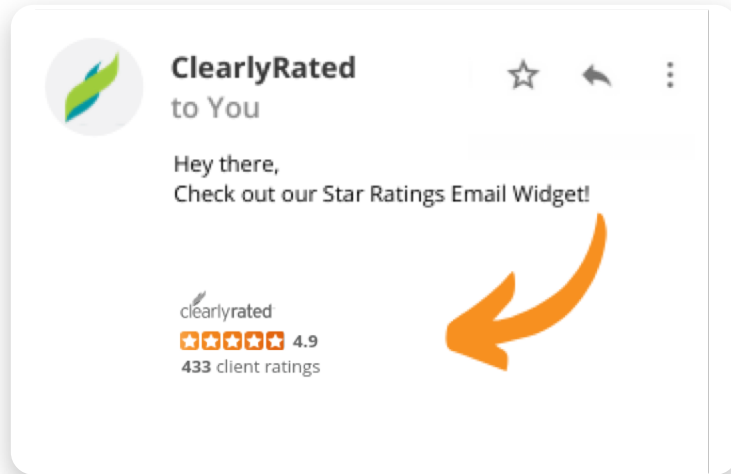 ClearlyRated
to You
Hey there,
Check out our Star Ratings Email Widget!
clearlyrated
4.9
433 client ratings